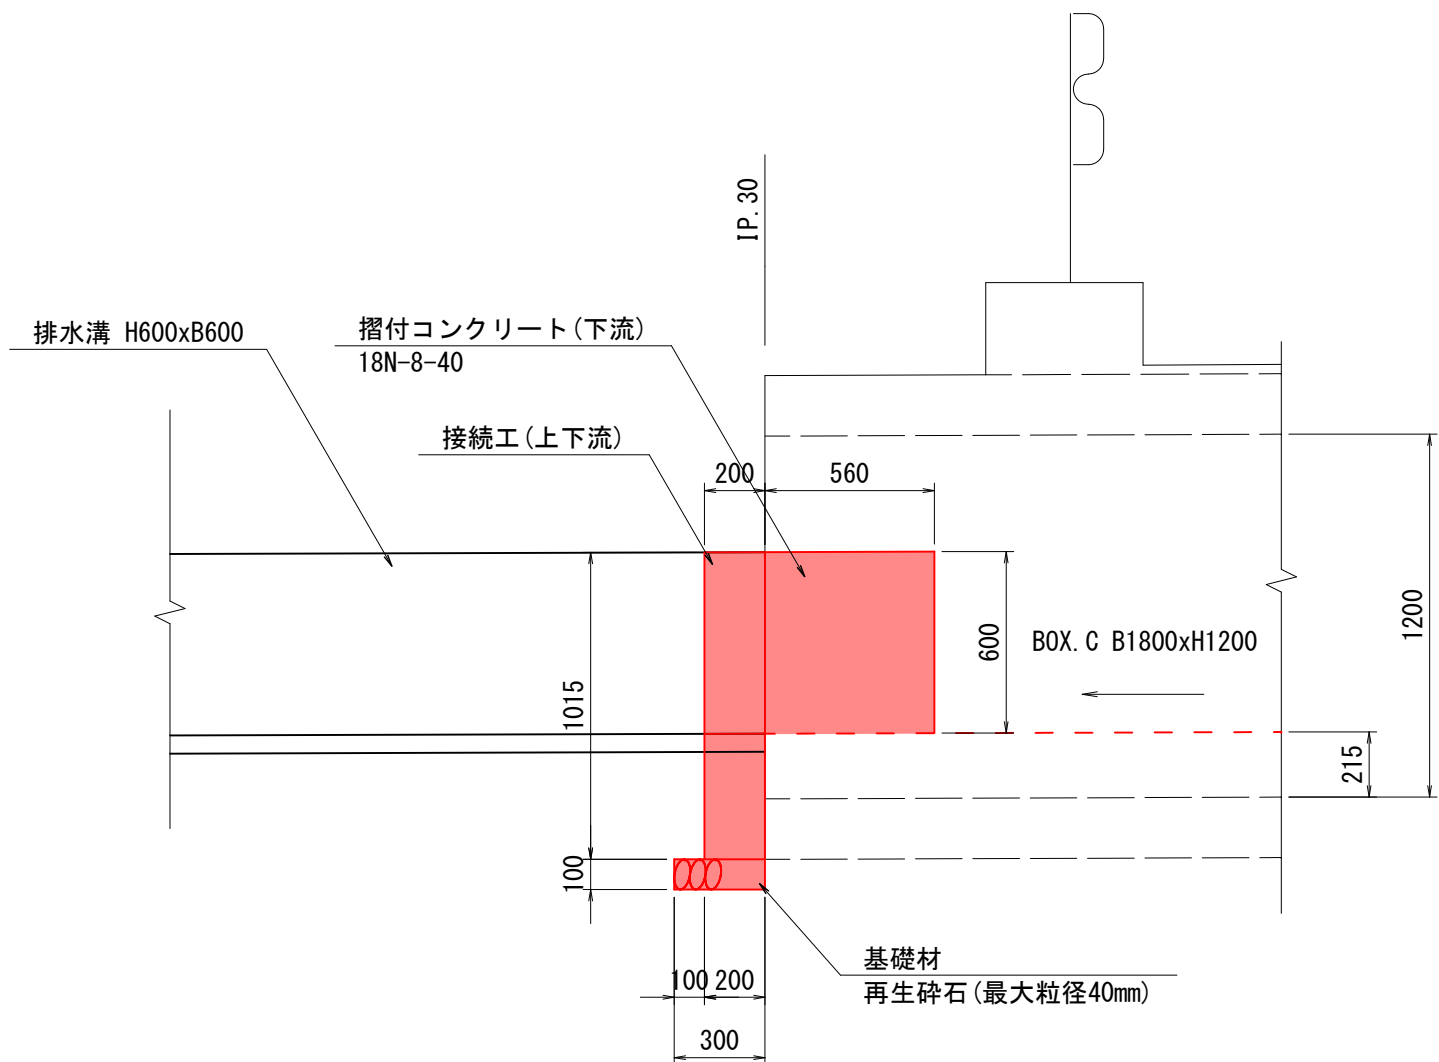 IP.30
排水溝 H600xB600
摺付コンクリート(下流)
18N-8-40
接続工(上下流)
200
560
1200
600
BOX.C B1800xH1200
1015
215
100
基礎材
再生砕石(最大粒径40mm)
100
200
300